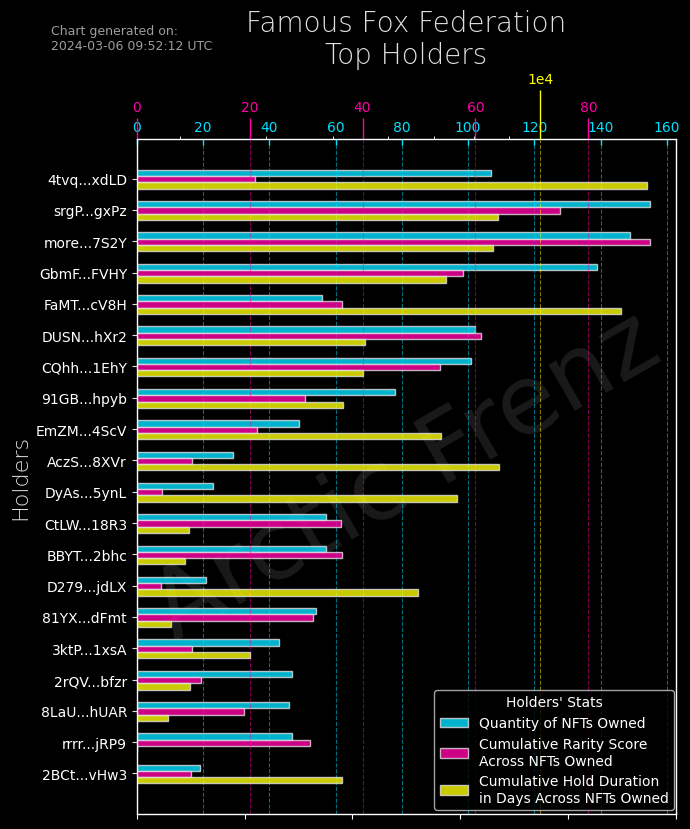 Chart generated on:
2024-03-06 09:52:12 UTC
Famous Fox Federation
Top Holders
1e4
0 20 40 60 80
0 20 40 60 80 100 120 140 160
4tvq...xdLD
srgP...gxPz
more...7S2Y
GbmF...FVHY
FaMT...cV8H
DUSN...hXr2
CQhh...1EhY
91GB...hpyb
EmZM...4ScV
AczS...8XVr
DyAs...5ynL
CtLW...18R3
BBYT...2bhc
D279...jdLX
81YX...dFmt
3ktP...1xsA
2rQV...bfzr
8LaU...hUAR
rrrr...jRP9
2BCt...vHw3
Holders
Arctic Frenz
Holders' Stats
Quantity of NFTs Owned
Cumulative Rarity Score
Across NFTs Owned
Cumulative Hold Duration
in Days Across NFTs Owned